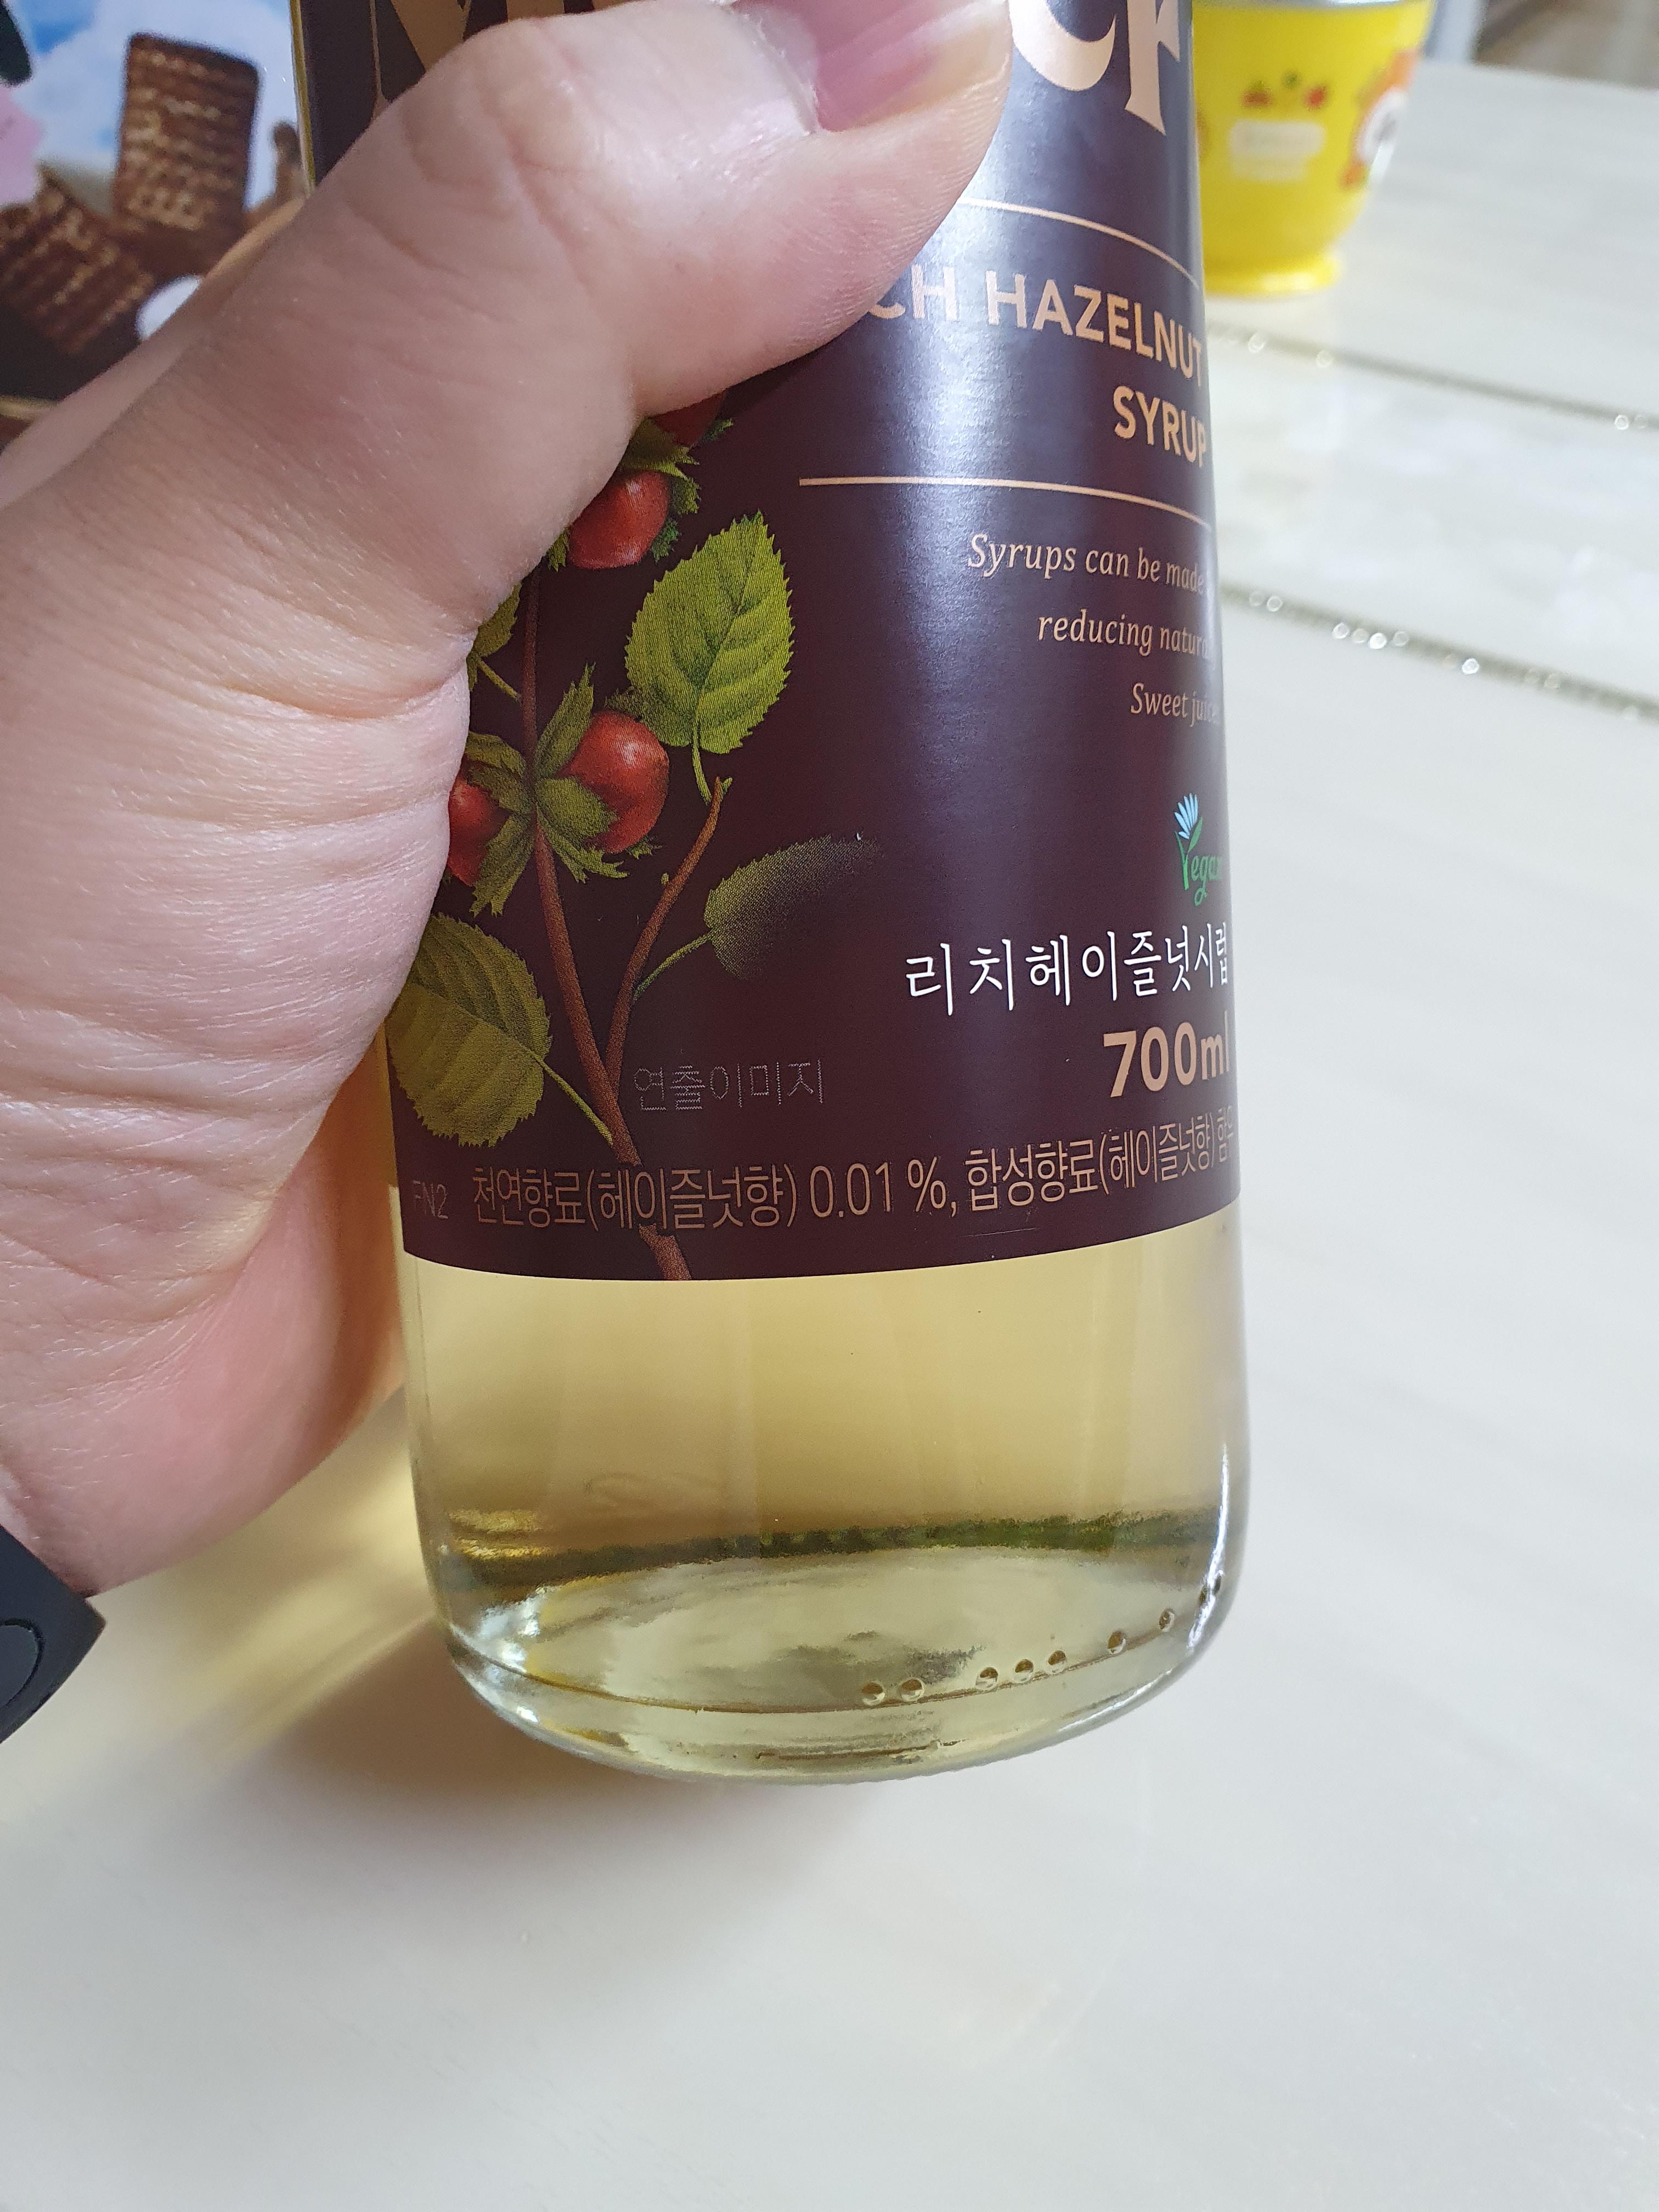 CH HAZELNUT
SYRUP
Syrups can be made
reducing
Sweet
Vegan
리치헤이즐넛시럽
700ml
연출이미지
FN2 천연향료(헤이즐넛향) 0.01 %, 합성향료(헤이즐넛향)